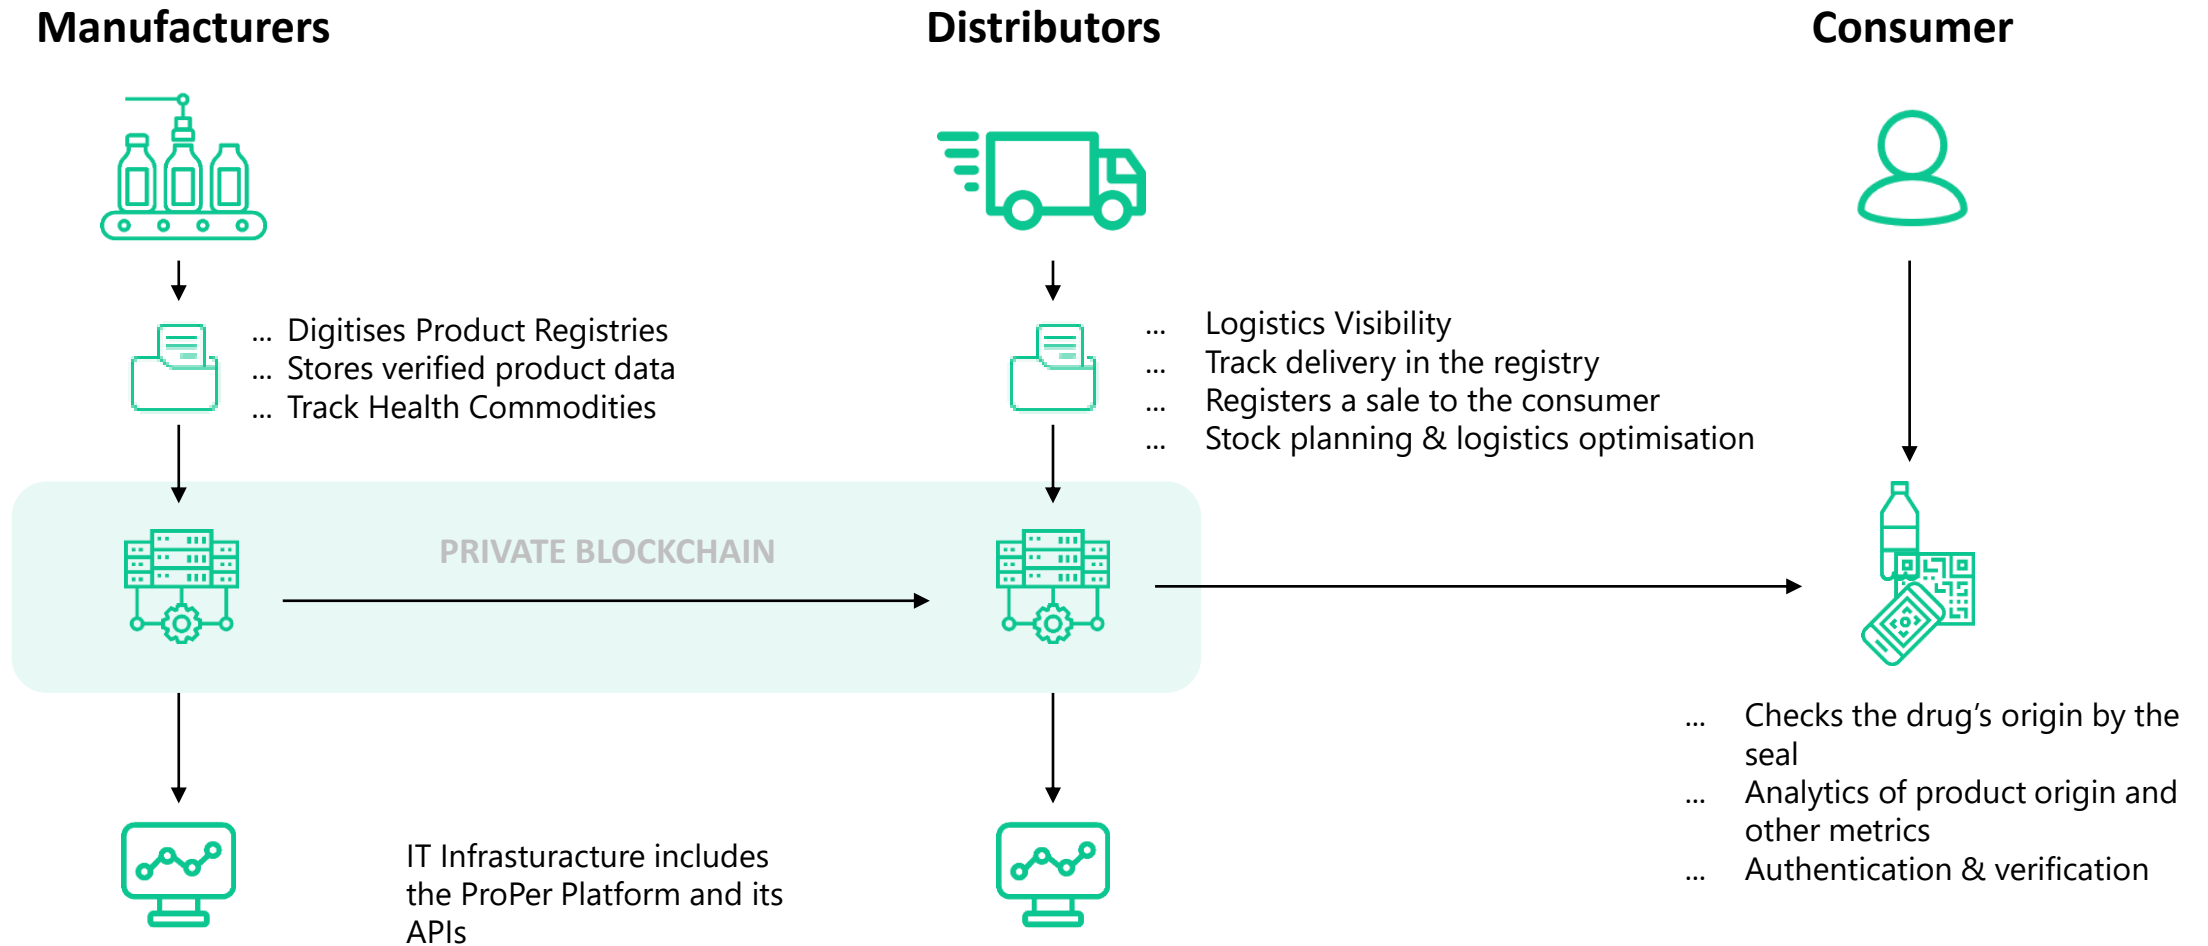 Manufacturers
Distributors
Consumer
... Digitises Product Registries
... Stores verified product data
... Track Health Commodities
... Logistics Visibility
... Track delivery in the registry
... Registers a sale to the consumer
... Stock planning & logistics optimisation
PRIVATE BLOCKCHAIN
... Checks the drug’s origin by the
seal
... Analytics of product origin and
other metrics
... Authentication & verification
IT Infrasturacture includes
the ProPer Platform and its
APIs